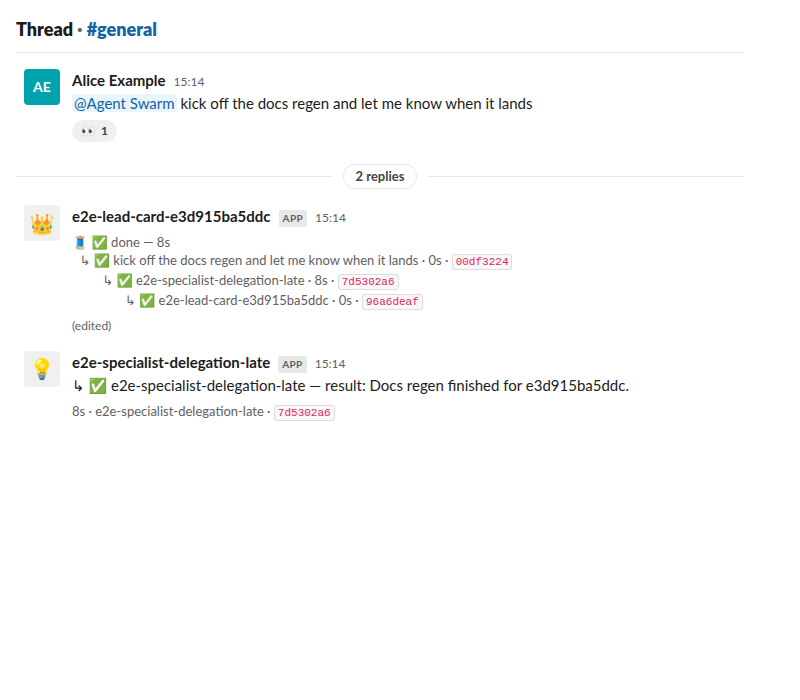 Thread • #general
AE
Alice Example 15:14
@Agent Swarm kick off the docs regen and let me know when it lands
👀 1
2 replies
e2e-lead-card-e3d915ba5ddc APP 15:14
🧵 ✅ done — 8s
↳ ✅ kick off the docs regen and let me know when it lands · 0s · 00df3224
↳ ✅ e2e-specialist-delegation-late · 8s · 7d5302a6
↳ ✅ e2e-lead-card-e3d915ba5ddc · 0s · 96a6deaf
(edited)
e2e-specialist-delegation-late APP 15:14
↳ ✅ e2e-specialist-delegation-late — result: Docs regen finished for e3d915ba5ddc.
8s · e2e-specialist-delegation-late · 7d5302a6